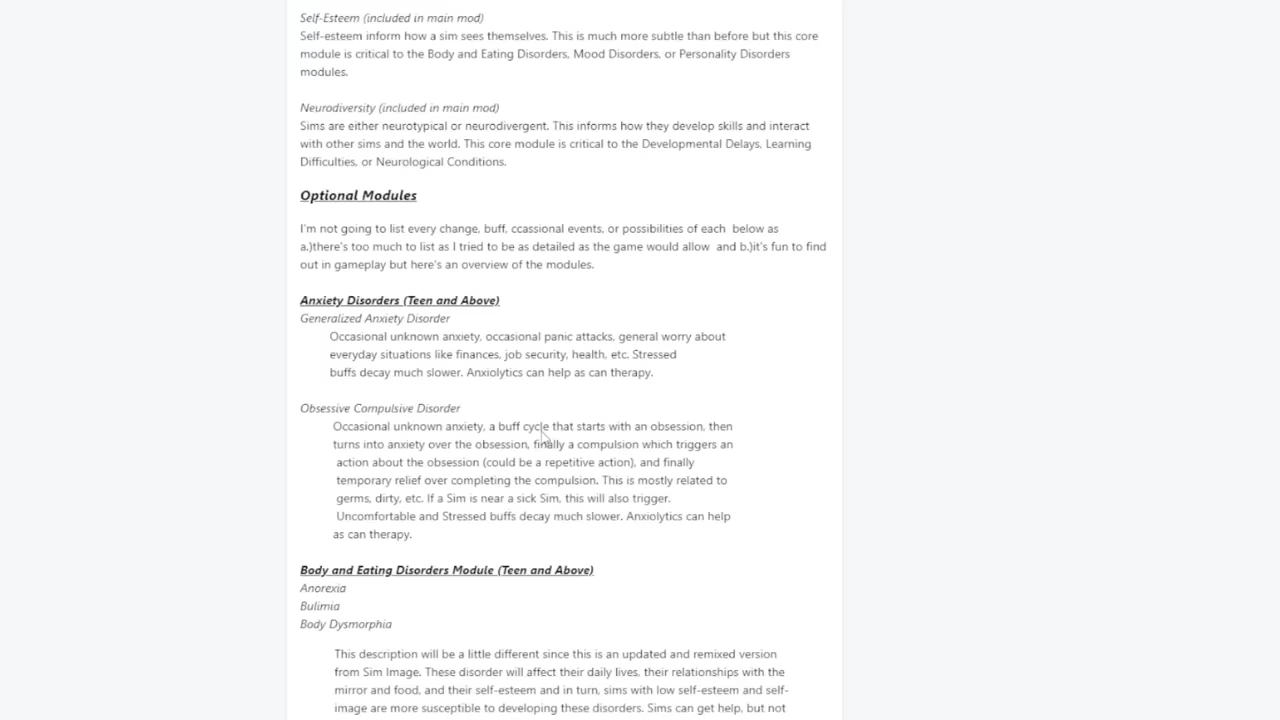 Self-Esteem (included in main mod)
Self-esteem inform how a sim sees themselves. This is much more subtle than before but this core
module is critical to the Body and Eating Disorders, Mood Disorders, or Personality Disorders
modules.
Neurodiversity (included in main mod)
Sims are either neurotypical or neurodivergent. This informs how they develop skills and interact
with other sims and the world. This core module is critical to the Developmental Delays, Learning
Difficulties, or Neurological Conditions.
Optional Modules
I'm not going to list every change, buff, ccassional events, or possibilities of each  below as
a.)there's too much to list as I tried to be as detailed as the game would allow  and b.)it's fun to find
out in gameplay but here's an overview of the modules.
Anxiety Disorders (Teen and Above)
Generalized Anxiety Disorder
Occasional unknown anxiety, occasional panic attacks, general worry about
everyday situations like finances, job security, health, etc. Stressed
buffs decay much slower. Anxiolytics can help as can therapy.
Obsessive Compulsive Disorder
Occasional unknown anxiety, a buff cycle that starts with an obsession, then
turns into anxiety over the obsession, finally a compulsion which triggers an
action about the obsession (could be a repetitive action), and finally
temporary relief over completing the compulsion. This is mostly related to
germs, dirty, etc. If a Sim is near a sick Sim, this will also trigger.
Uncomfortable and Stressed buffs decay much slower. Anxiolytics can help
as can therapy.
Body and Eating Disorders Module (Teen and Above)
Anorexia
Bulimia
Body Dysmorphia
This description will be a little different since this is an updated and remixed version
from Sim Image. These disorder will affect their daily lives, their relationships with the
mirror and food, and their self-esteem and in turn, sims with low self-esteem and self-
image are more susceptible to developing these disorders. Sims can get help, but not